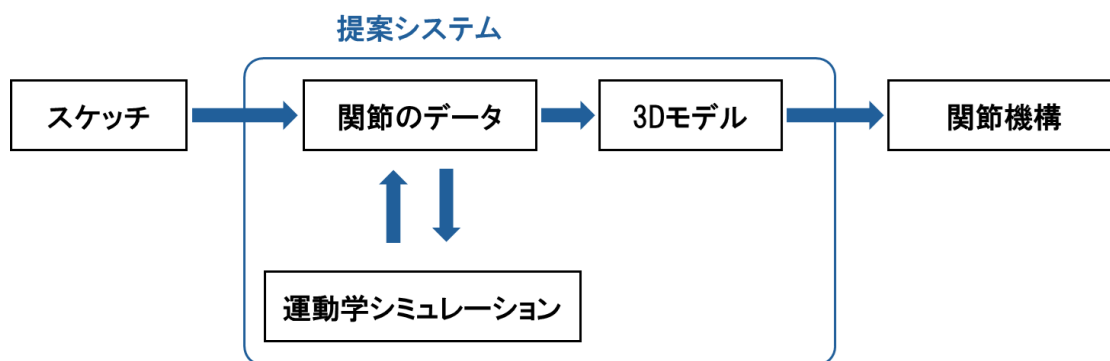 提案システム
スケッチ
関節のデータ
3Dモデル
関節機構
運動学シミュレーション